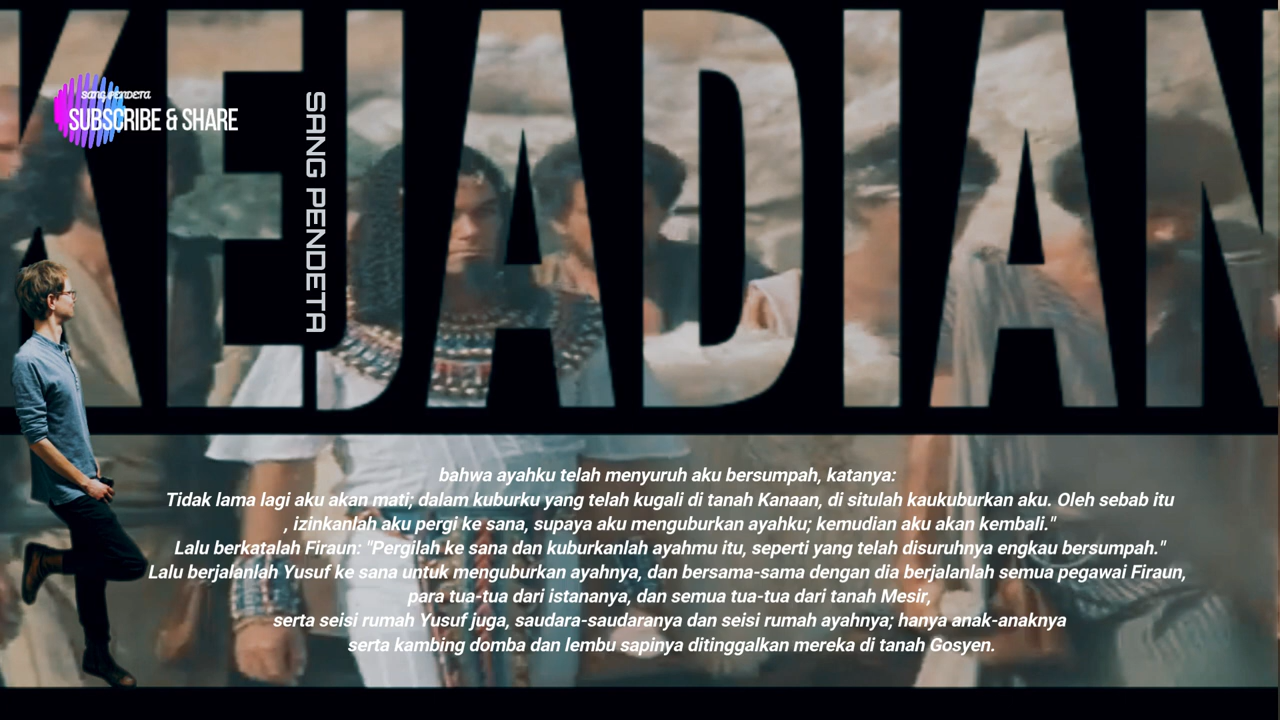 KEJADIAN
sang pendeta
SUBSCRIBE & SHARE
SANG PENDETA
bahwa ayahku telah menyuruh aku bersumpah, katanya:
Tidak lama lagi aku akan mati; dalam kuburku yang telah kugali di tanah Kanaan, di situlah kaukuburkan aku. Oleh sebab itu
, izinkanlah aku pergi ke sana, supaya aku menguburkan ayahku; kemudian aku akan kembali."
Lalu berkatalah Firaun: "Pergilah ke sana dan kuburkanlah ayahmu itu, seperti yang telah disuruhnya engkau bersumpah."
Lalu berjalanlah Yusuf ke sana untuk menguburkan ayahnya, dan bersama-sama dengan dia berjalanlah semua pegawai Firaun,
para tua-tua dari istananya, dan semua tua-tua dari tanah Mesir,
serta seisi rumah Yusuf juga, saudara-saudaranya dan seisi rumah ayahnya; hanya anak-anaknya
serta kambing domba dan lembu sapinya ditinggalkan mereka di tanah Gosyen.